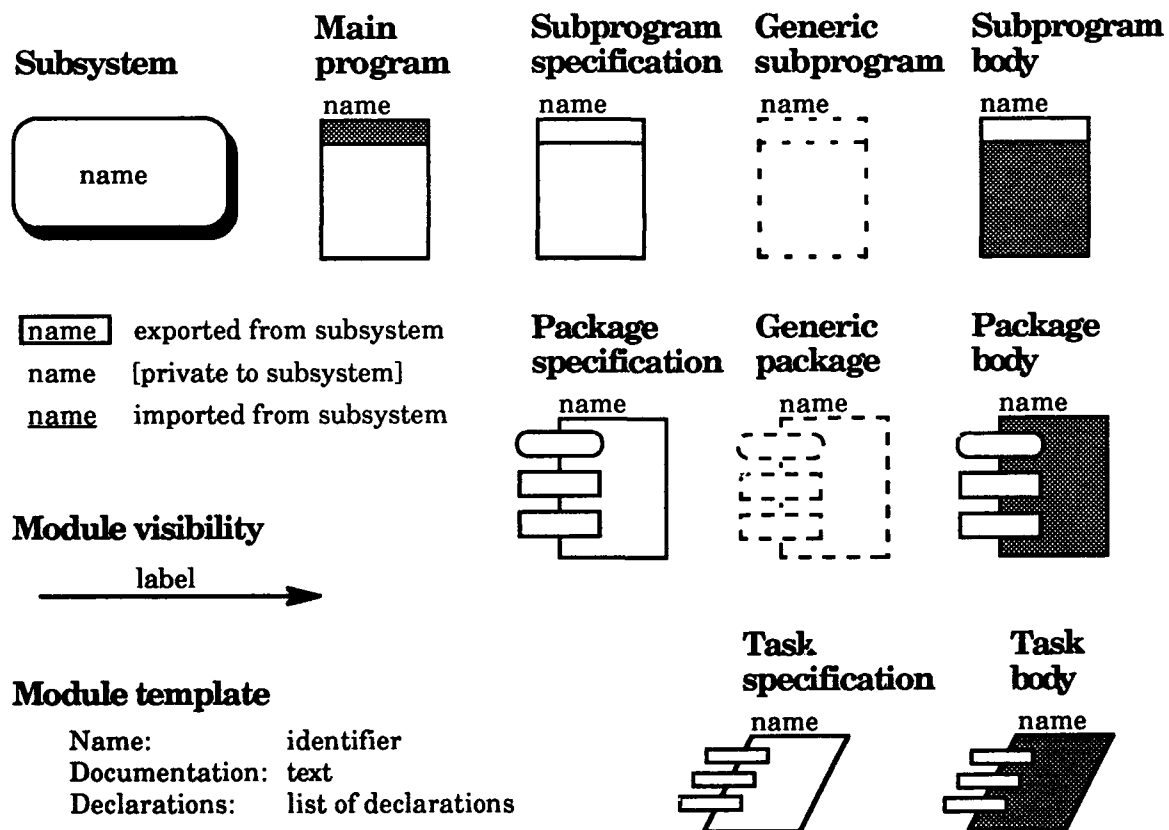 Subsystem
name
Main
program
name
Subprogram
specification
name
Generic
subprogram
name
Subprogram
body
name
name exported from subsystem
name [private to subsystem]
name imported from subsystem
Package
specification
name
Generic
package
name
Package
body
name
Module visibility
label
Task
specification
name
Task
body
name
Module template
Name: identifier
Documentation: text
Declarations: list of declarations